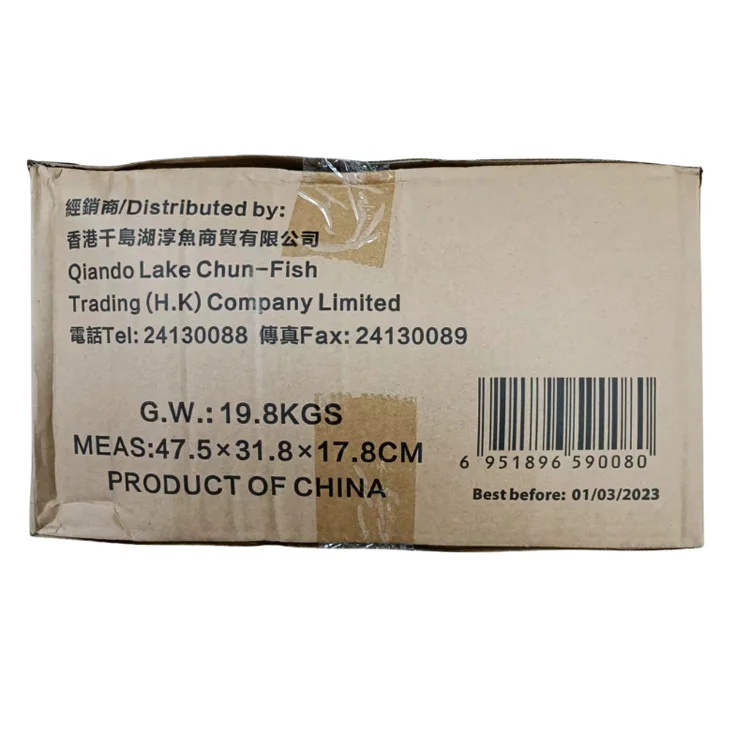 經銷商/Distributed by:
香港千島湖淳魚商貿有限公司
Qiando Lake Chun-Fish
Trading (H.K) Company Limited
電話Tel: 24130088 傳真Fax: 24130089
G.W.: 19.8KGS
MEAS:47.5×31.8×17.8CM
PRODUCT OF CHINA
6 951896 590080
Best before: 01/03/2023